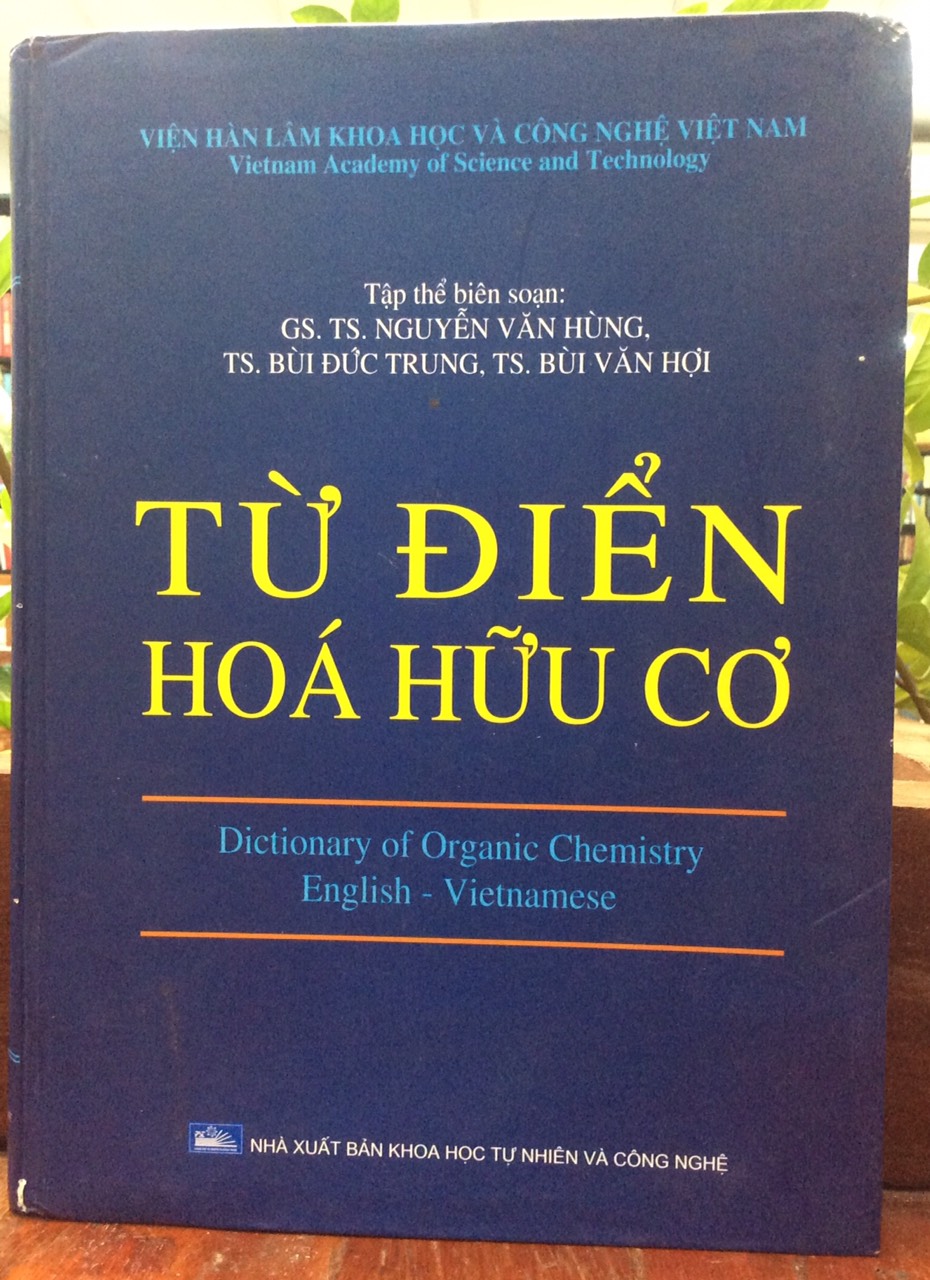 VIỆN HÀN LÂM KHOA HỌC VÀ CÔNG NGHỆ VIỆT NAM
Vietnam Academy of Science and Technology
Tập thể biên soạn:
GS. TS. NGUYỄN VĂN HÙNG,
TS. BÙI ĐỨC TRUNG, TS. BÙI VĂN HỢI
TỪ ĐIỂN
HOÁ HỮU CƠ
Dictionary of Organic Chemistry
English - Vietnamese
NHÀ XUẤT BẢN KHOA HỌC TỰ NHIÊN VÀ CÔNG NGHỆ